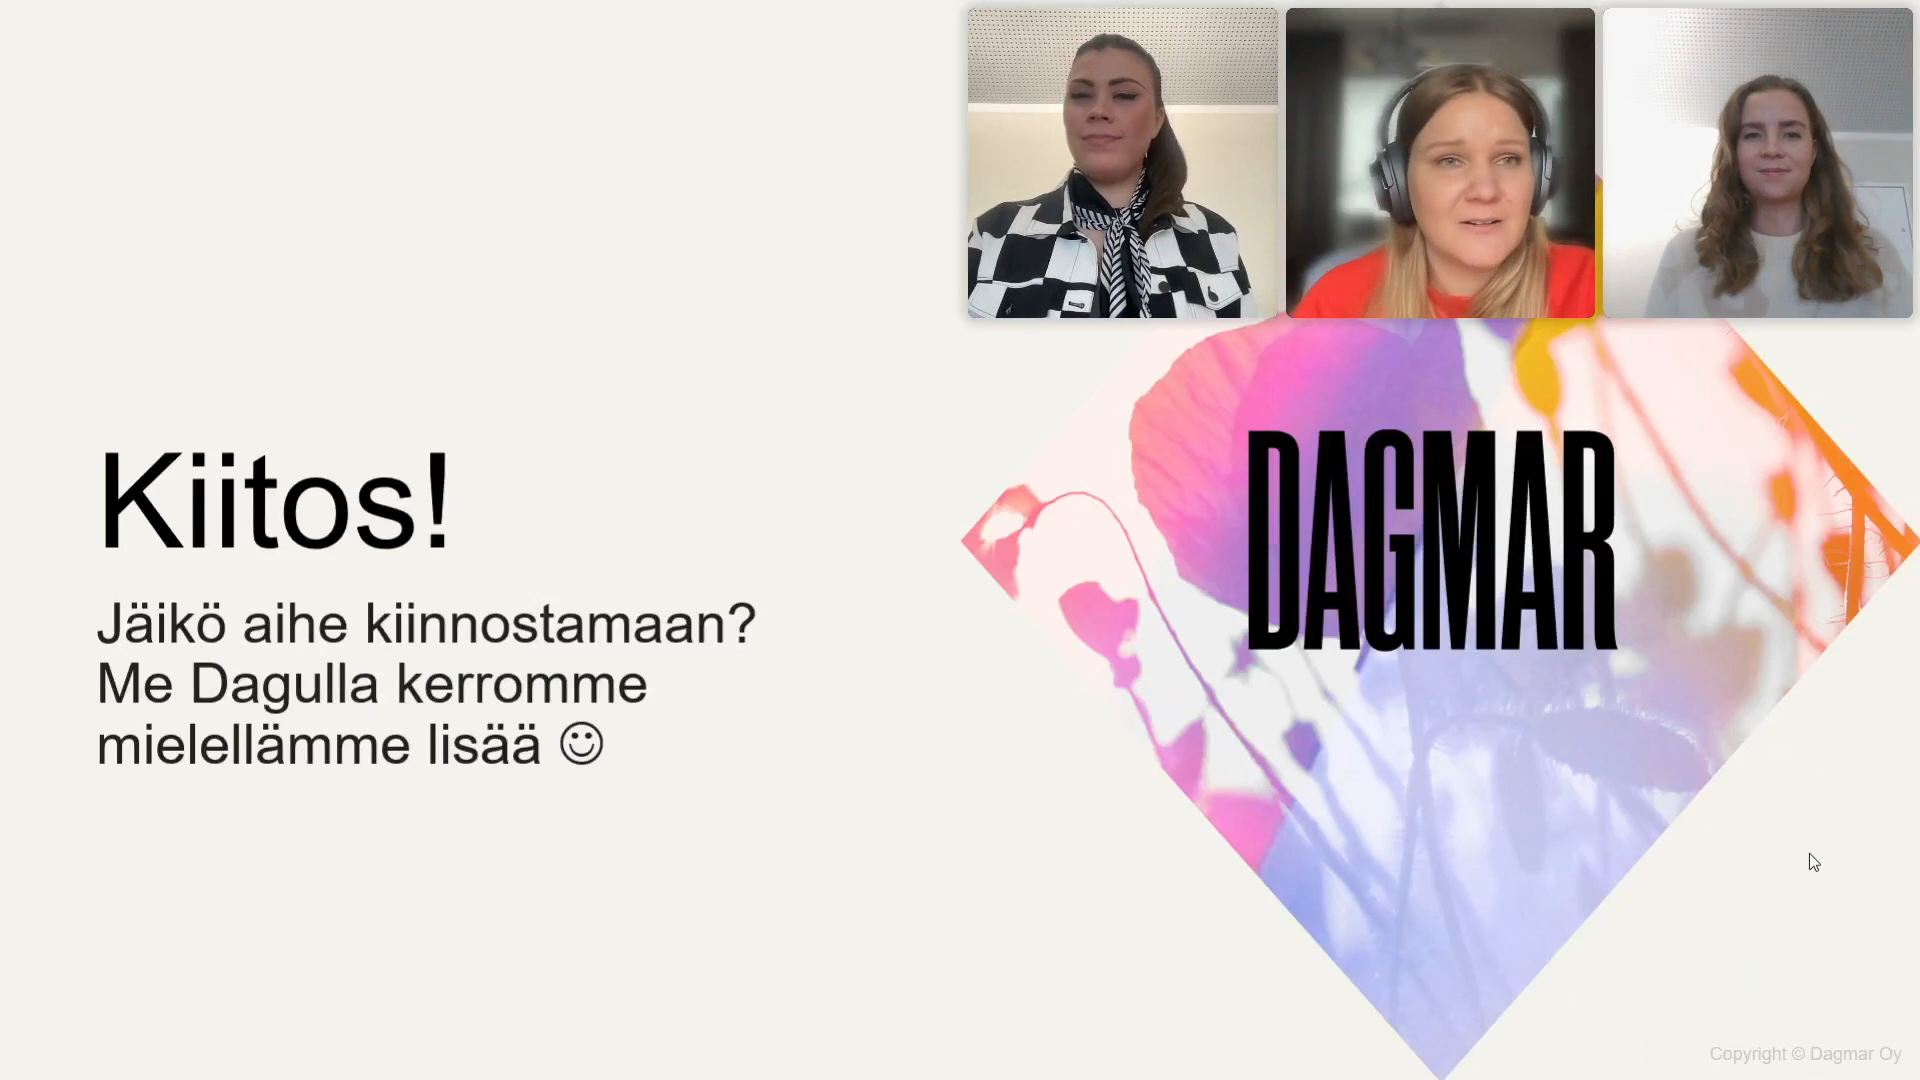 Kiitos!
Jäikö aihe kiinnostamaan?
Me Dagulla kerromme
mielellämme lisää ☺
DAGMAR
Copyright © Dagmar Oy